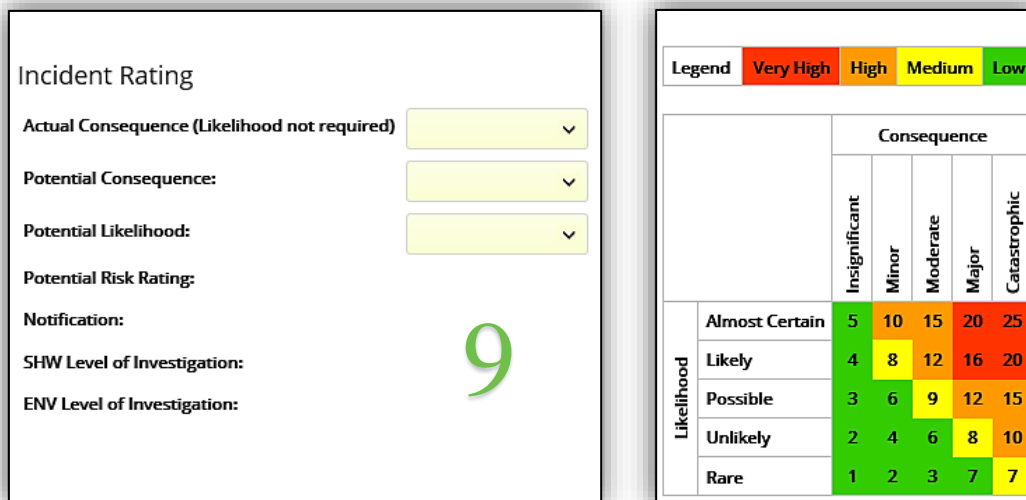 Incident Rating
Actual Consequence (Likelihood not required)
Potential Consequence:
Potential Likelihood:
Potential Risk Rating:
Notification:
SHW Level of Investigation:
ENV Level of Investigation:
9
Legend Very High High Medium Low
Consequence
Insignificant Minor Moderate Major Catastrophic
Likelihood
Almost Certain 5 10 15 20 25
Likely 4 8 12 16 20
Possible 3 6 9 12 15
Unlikely 2 4 6 8 10
Rare 1 2 3 7 7